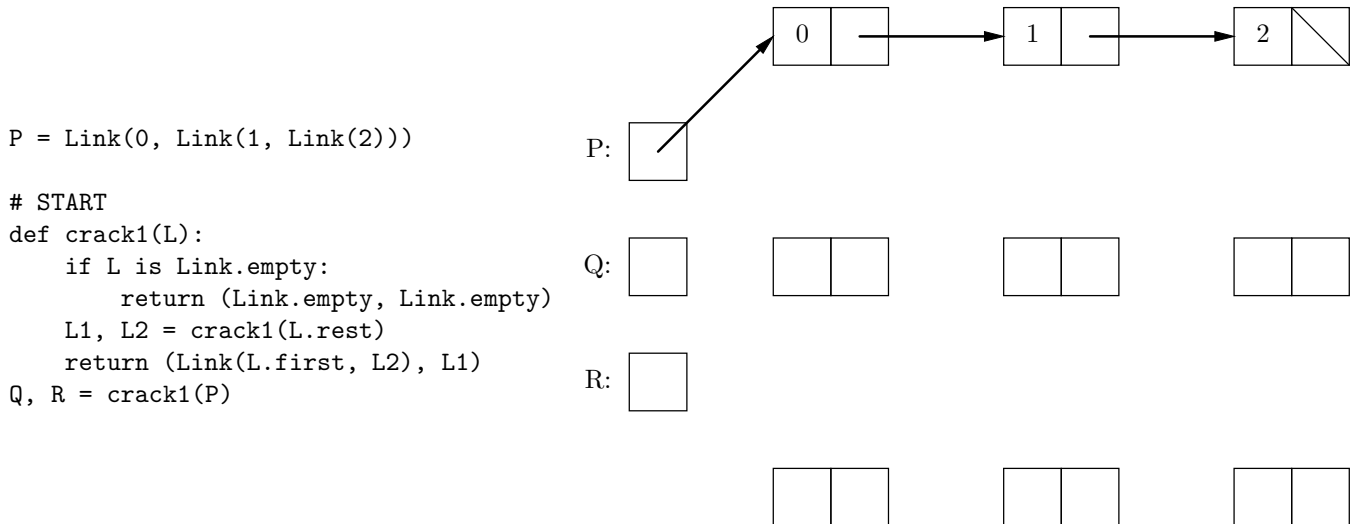 0 1 2
P = Link(0, Link(1, Link(2)))
P:
# START
def crack1(L):
    if L is Link.empty:
Q:
        return (Link.empty, Link.empty)
    L1, L2 = crack1(L.rest)
    return (Link(L.first, L2), L1)
R:
Q, R = crack1(P)